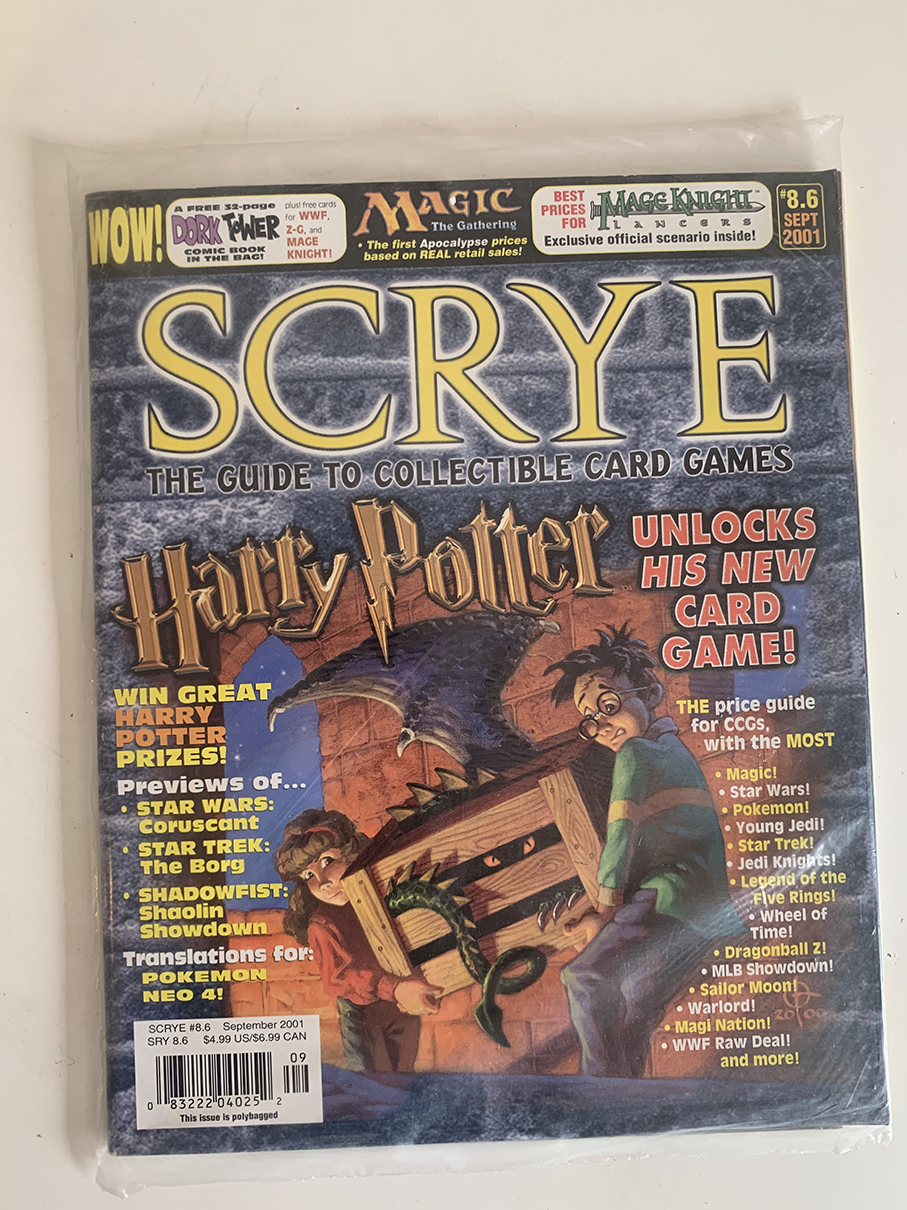 WOW!
A FREE 32-page
DORK TOWER
COMIC BOOK
IN THE BAG!
plus! free cards
for WWF,
Z-G, and
MAGE
KNIGHT!
MAGIC
The Gathering
• The first Apocalypse prices
based on REAL retail sales!
BEST
PRICES
FOR
MAGE KNIGHT™
LANCERS
Exclusive official scenario inside!
#8.6
SEPT
2001
SCRYE
THE GUIDE TO COLLECTIBLE CARD GAMES
Harry Potter™
UNLOCKS
HIS NEW
CARD
GAME!
WIN GREAT
HARRY
POTTER
PRIZES!
Previews of...
• STAR WARS:
Coruscant
• STAR TREK:
The Borg
• SHADOWFIST:
Shaolin
Showdown
Translations for:
POKEMON
NEO 4!
THE price guide
for CCGs,
with the MOST
• Magic!
• Star Wars!
• Pokemon!
• Young Jedi!
• Star Trek!
• Jedi Knights!
• Legend of the
Five Rings!
• Wheel of
Time!
• Dragonball Z!
• MLB Showdown!
• Sailor Moon!
• Warlord!
• Magi Nation!
• WWF Raw Deal!
and more!
2000
SCRYE #8.6 September 2001
SRY 8.6 $4.99 US/$6.99 CAN
09
0 83222 04025 2
This issue is polybagged